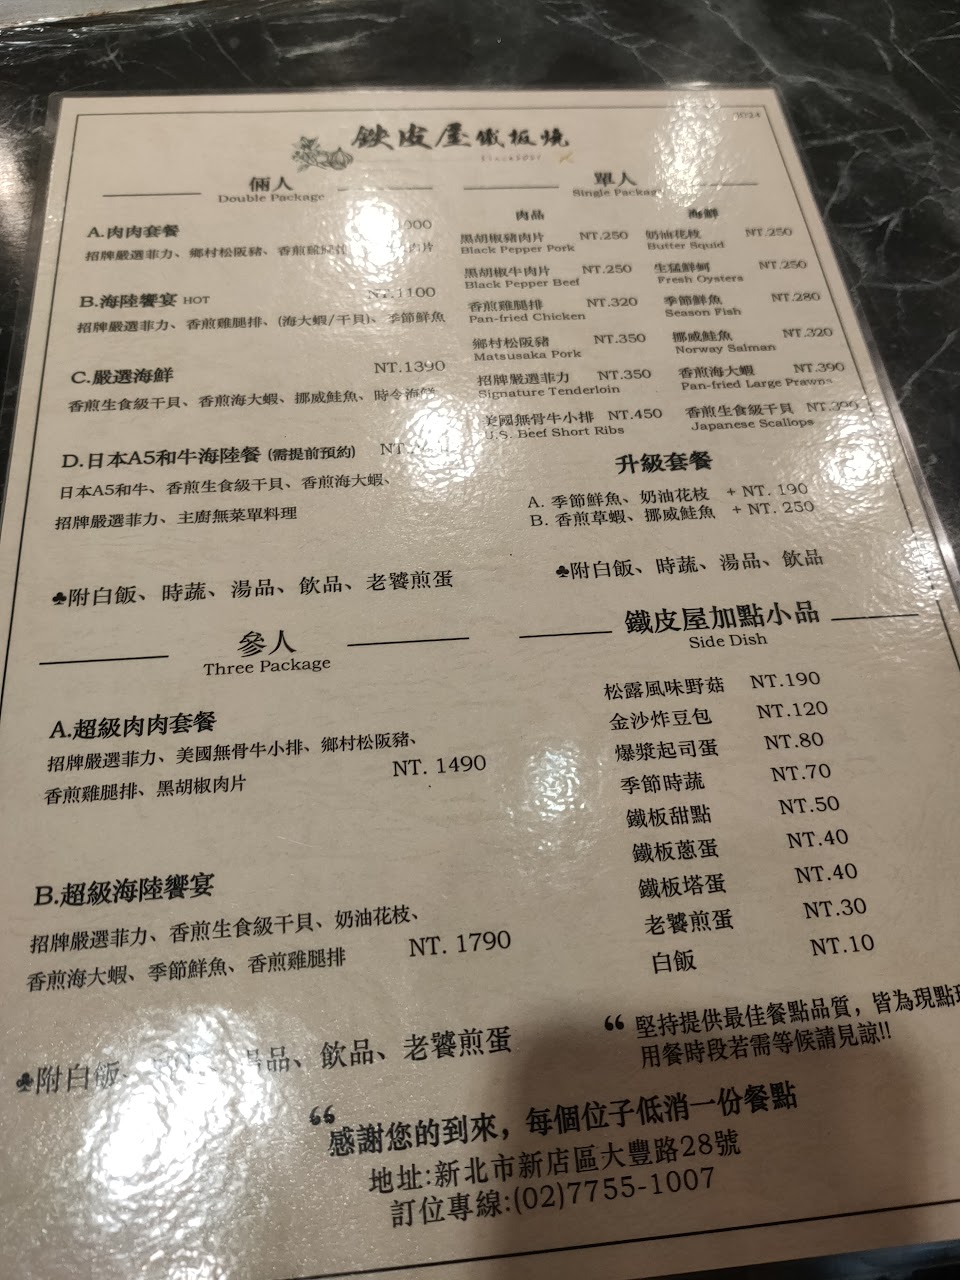 鐵皮屋鐵板燒
2024
倆人
Double Package
A.肉肉套餐
招牌嚴選菲力、鄉村松阪豬、香煎雞腿排
B.海陸饗宴 HOT NT.1100
招牌嚴選菲力、香煎雞腿排、(海大蝦/干貝)、季節鮮魚
C.嚴選海鮮 NT.1390
香煎生食級干貝、香煎海大蝦、挪威鮭魚、時令海鮮
D.日本A5和牛海陸餐 (需提前預約) NT.
日本A5和牛、香煎生食級干貝、香煎海大蝦、
招牌嚴選菲力、主廚無菜單料理
♣附白飯、時蔬、湯品、飲品、老饕煎蛋
單人
Single Package
肉品
黑胡椒豬肉片 NT.250
Black Pepper Pork
黑胡椒牛肉片 NT.250
Black Pepper Beef
香煎雞腿排 NT.320
Pan-fried Chicken
鄉村松阪豬 NT.350
Matsusaka Pork
招牌嚴選菲力 NT.350
Signature Tenderloin
美國無骨牛小排 NT.450
U.S. Beef Short Ribs
海鮮
奶油花枝 NT.250
Butter Squid
生猛鮮蚵 NT.250
Fresh Oysters
季節鮮魚 NT.280
Season Fish
挪威鮭魚 NT.320
Norway Salman
香煎海大蝦 NT.390
Pan-fried Large Prawns
香煎生食級干貝 NT.390
Japanese Scallops
升級套餐
A. 季節鮮魚、奶油花枝 + NT. 190
B. 香煎草蝦、挪威鮭魚 + NT. 250
♣附白飯、時蔬、湯品、飲品
參人
Three Package
A.超級肉肉套餐
招牌嚴選菲力、美國無骨牛小排、鄉村松阪豬、
香煎雞腿排、黑胡椒肉片 NT. 1490
B.超級海陸饗宴
招牌嚴選菲力、香煎生食級干貝、奶油花枝、
香煎海大蝦、季節鮮魚、香煎雞腿排 NT. 1790
♣附白飯、湯品、飲品、老饕煎蛋
鐵皮屋加點小品
Side Dish
松露風味野菇 NT.190
金沙炸豆包 NT.120
爆漿起司蛋 NT.80
季節時蔬 NT.70
鐵板甜點 NT.50
鐵板蔥蛋 NT.40
鐵板塔蛋 NT.40
老饕煎蛋 NT.30
白飯 NT.10
“堅持提供最佳餐點品質，皆為現點現
用餐時段若需等候請見諒!!
“感謝您的到來，每個位子低消一份餐點
地址:新北市新店區大豐路28號
訂位專線:(02)7755-1007